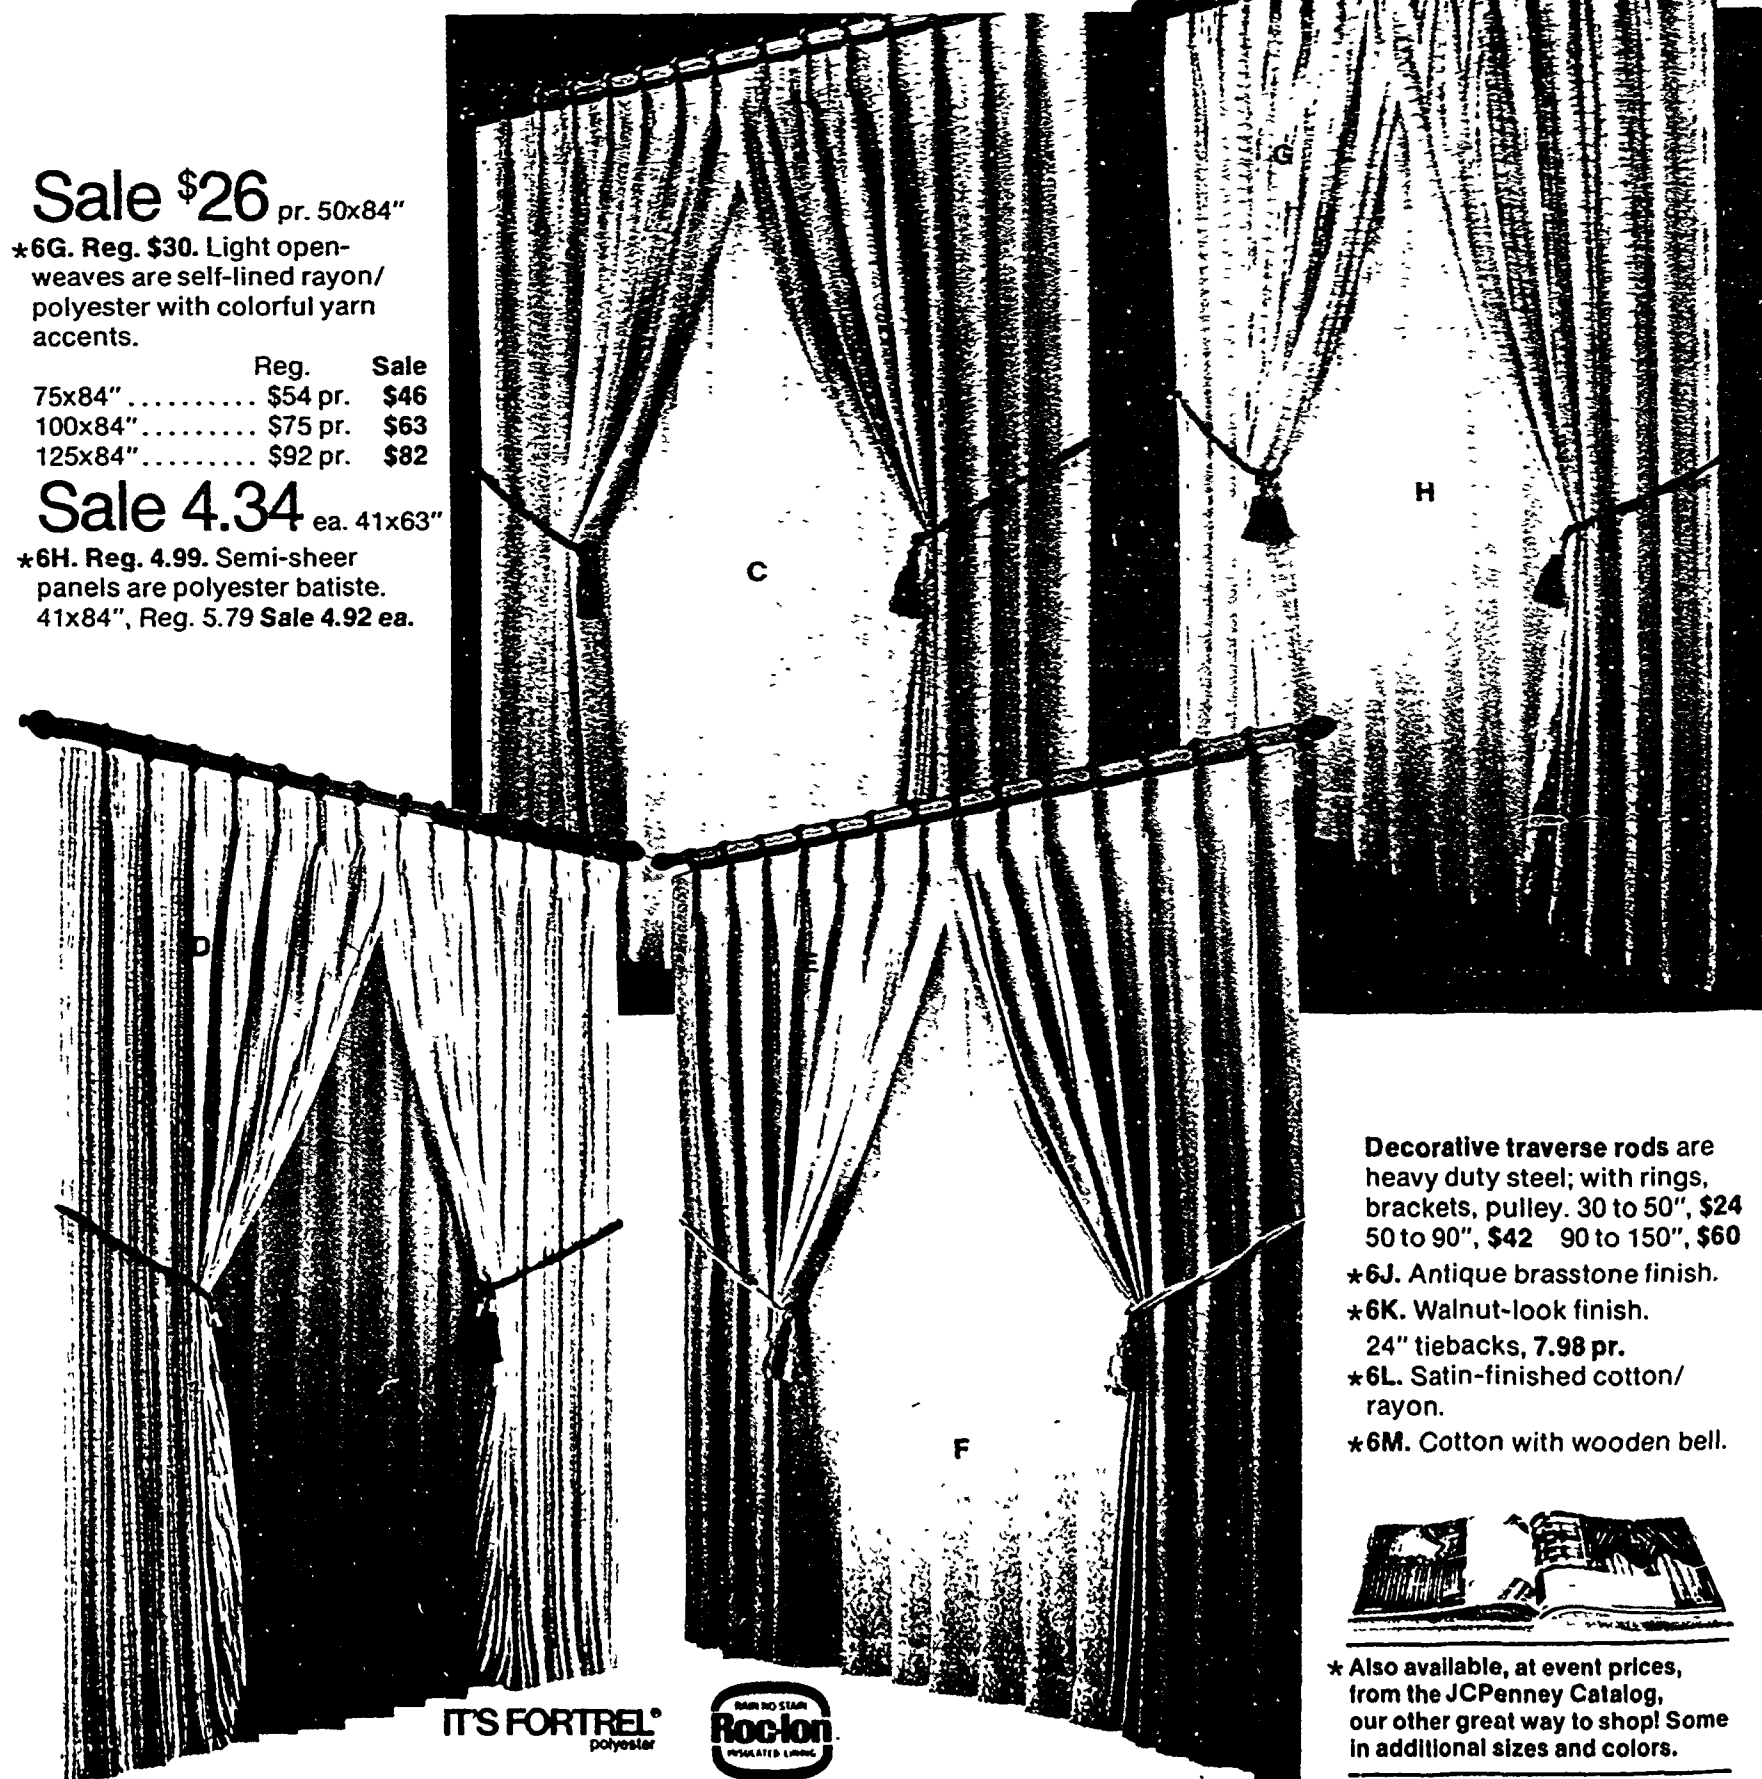 Sale $26 pr. 50x84"
*6G. Reg. $30. Light open-
weaves are self-lined rayon/
polyester with colorful yarn
accents.
Reg. Sale
75x84" .......... $54 pr. $46
100x84" ......... $75 pr. $63
125x84" ......... $92 pr. $82
Sale 4.34 ea. 41x63"
*6H. Reg. 4.99. Semi-sheer
panels are polyester batiste.
41x84", Reg. 5.79 Sale 4.92 ea.
G
H
C
D
E
F
Decorative traverse rods are
heavy duty steel; with rings,
brackets, pulley. 30 to 50", $24
50 to 90", $42 90 to 150", $60
*6J. Antique brasstone finish.
*6K. Walnut-look finish.
24" tiebacks, 7.98 pr.
*6L. Satin-finished cotton/
rayon.
*6M. Cotton with wooden bell.
* Also available, at event prices,
from the JCPenney Catalog,
our other great way to shop! Some
in additional sizes and colors.
IT'S FORTREL®
polyester
RAIN NO STAIN
Roc-lon
INSULATED LINING